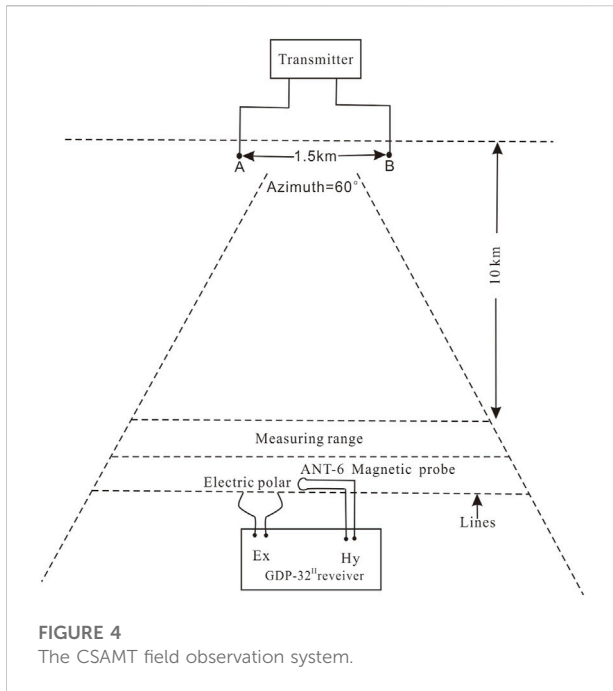 Transmitter
1.5km
A
B
Azimuth=60°
10 km
Measuring range
ANT-6 Magnetic probe
Electric polar
Lines
Ex
Hy
GDP-32ᴵᴵreveiver
FIGURE 4
The CSAMT field observation system.